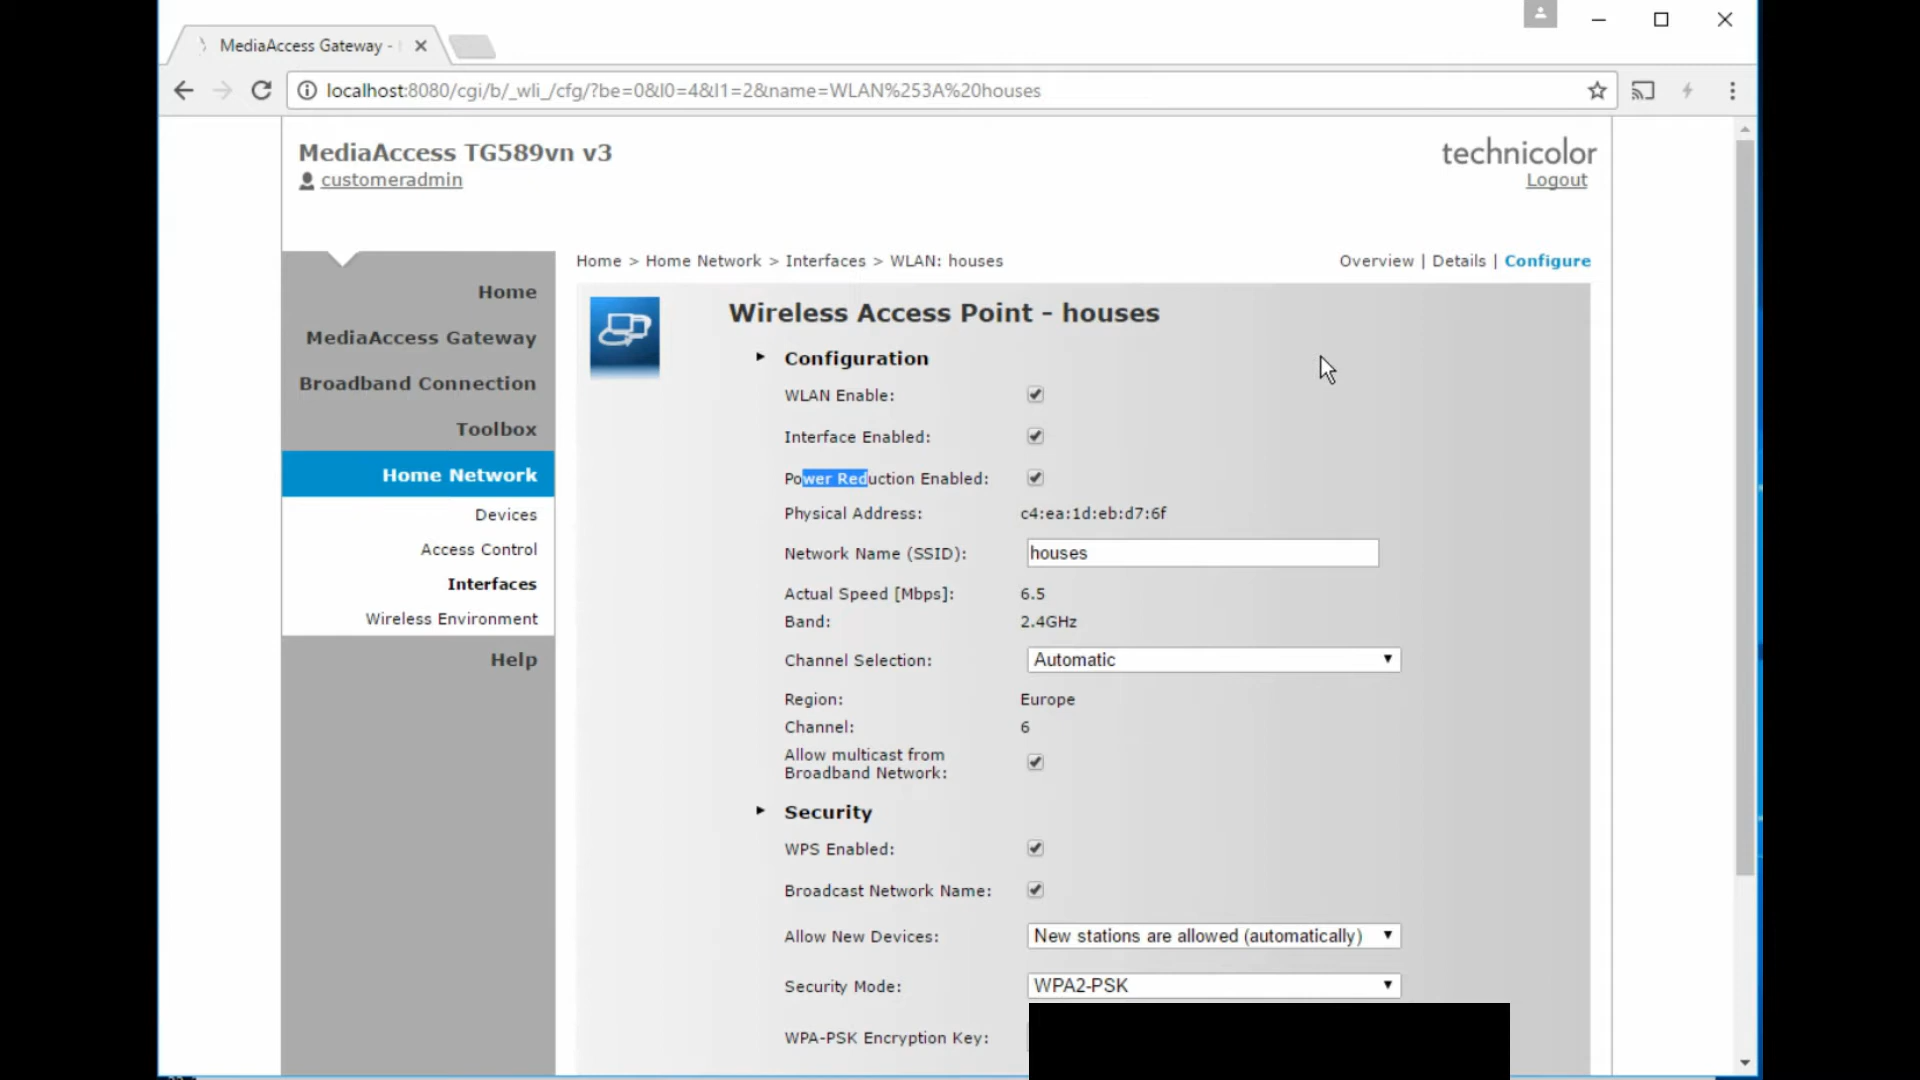 MediaAccess Gateway -
localhost:8080/cgi/b/_wli_/cfg/?be=0&l0=4&l1=2&name=WLAN%253A%20houses
MediaAccess TG589vn v3
technicolor
customeradmin
Logout
Home > Home Network > Interfaces > WLAN: houses
Overview | Details | Configure
Home
MediaAccess Gateway
Broadband Connection
Toolbox
Home Network
Devices
Access Control
Interfaces
Wireless Environment
Help
Wireless Access Point - houses
Configuration
WLAN Enable:
Interface Enabled:
Power Reduction Enabled:
Physical Address: c4:ea:1d:eb:d7:6f
Network Name (SSID): houses
Actual Speed [Mbps]: 6.5
Band: 2.4GHz
Channel Selection: Automatic
Region: Europe
Channel: 6
Allow multicast from
Broadband Network:
Security
WPS Enabled:
Broadcast Network Name:
Allow New Devices: New stations are allowed (automatically)
Security Mode: WPA2-PSK
WPA-PSK Encryption Key: